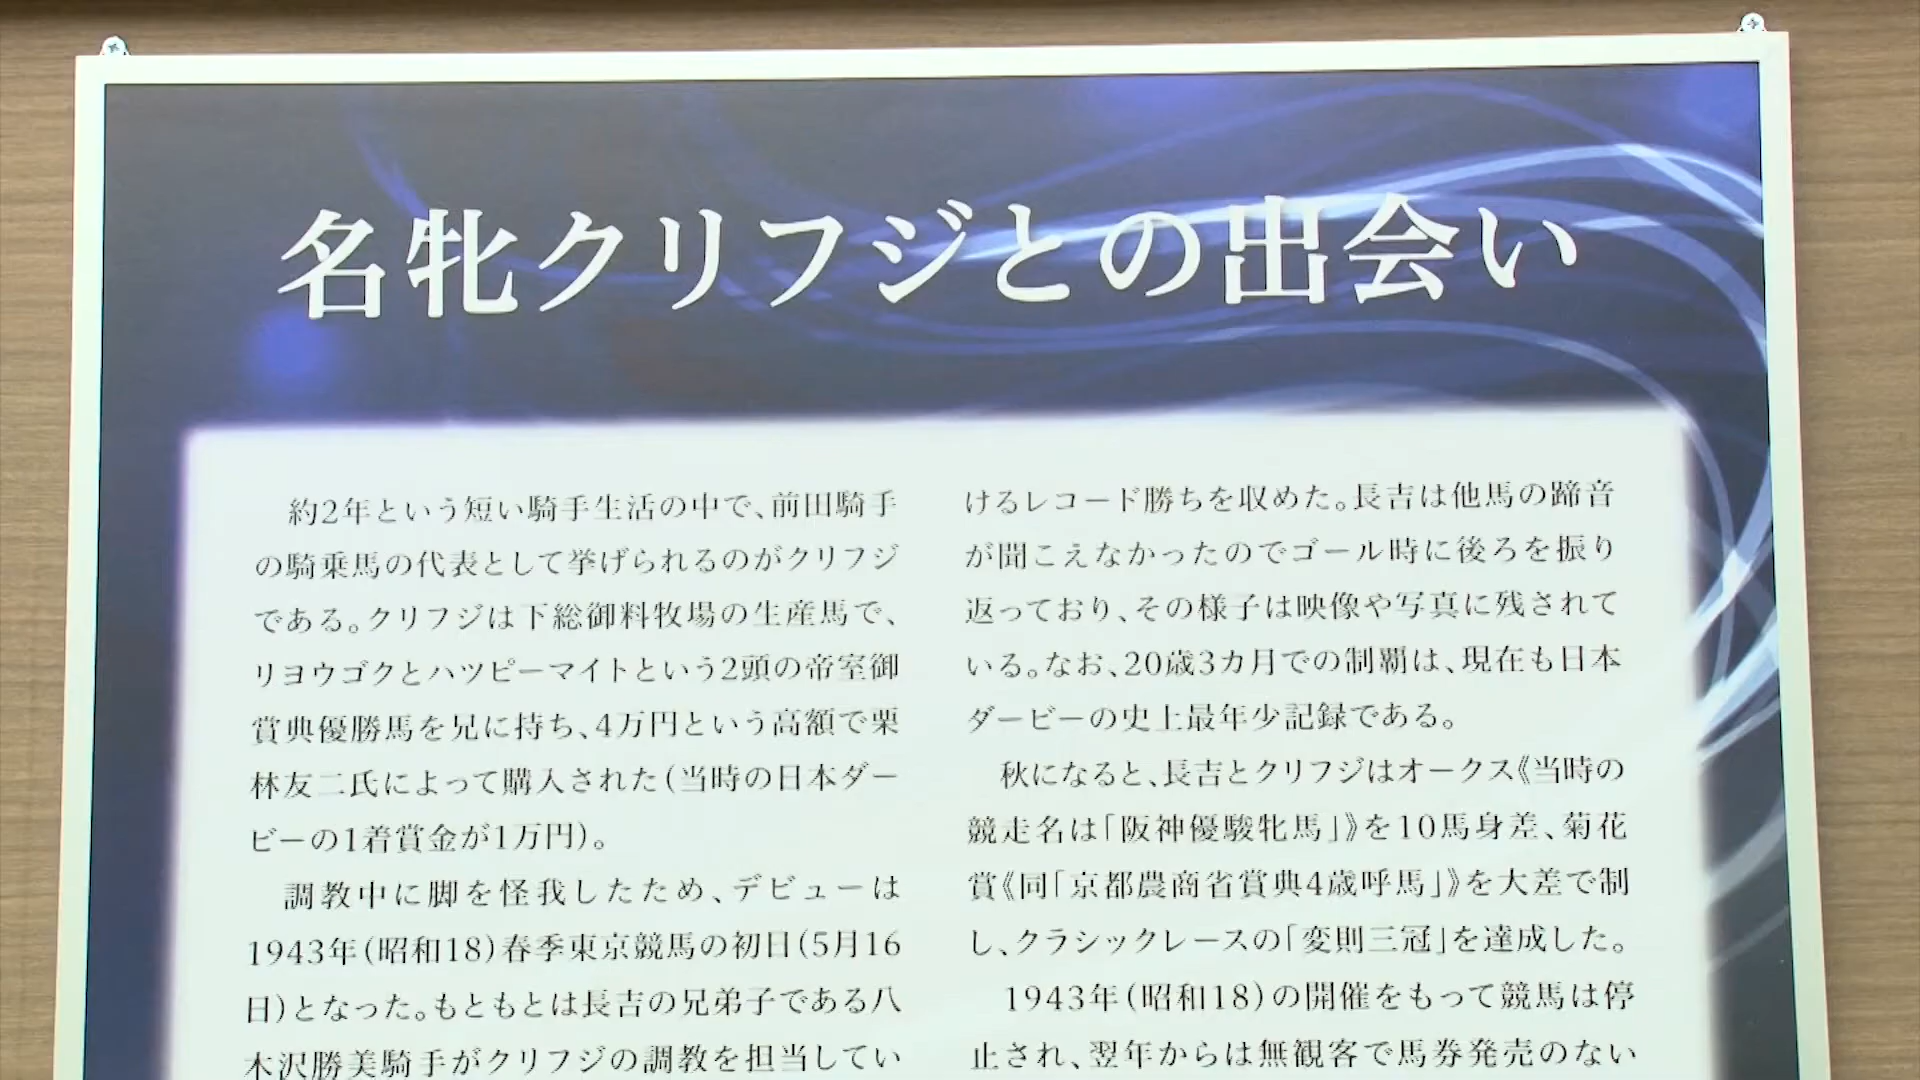 名牝クリフジとの出会い
約2年という短い騎手生活の中で、前田騎手
の騎乗馬の代表として挙げられるのがクリフジ
である。クリフジは下総御料牧場の生産馬で、
リヨウゴクとハツピーマイトという2頭の帝室御
賞典優勝馬を兄に持ち、4万円という高額で栗
林友二氏によって購入された(当時の日本ダー
ビーの1着賞金が1万円)。
調教中に脚を怪我したため、デビューは
1943年(昭和18)春季東京競馬の初日(5月16
日)となった。もともとは長吉の兄弟子である八
木沢勝美騎手がクリフジの調教を担当してい
けるレコード勝ちを収めた。長吉は他馬の蹄音
が聞こえなかったのでゴール時に後ろを振り
返っており、その様子は映像や写真に残されて
いる。なお、20歳3カ月での制覇は、現在も日本
ダービーの史上最年少記録である。
秋になると、長吉とクリフジはオークス《当時の
競走名は「阪神優駿牝馬」》を10馬身差、菊花
賞《同「京都農商省賞典4歳呼馬」》を大差で制
し、クラシックレースの「変則三冠」を達成した。
1943年(昭和18)の開催をもって競馬は停
止され、翌年からは無観客で馬券発売のない